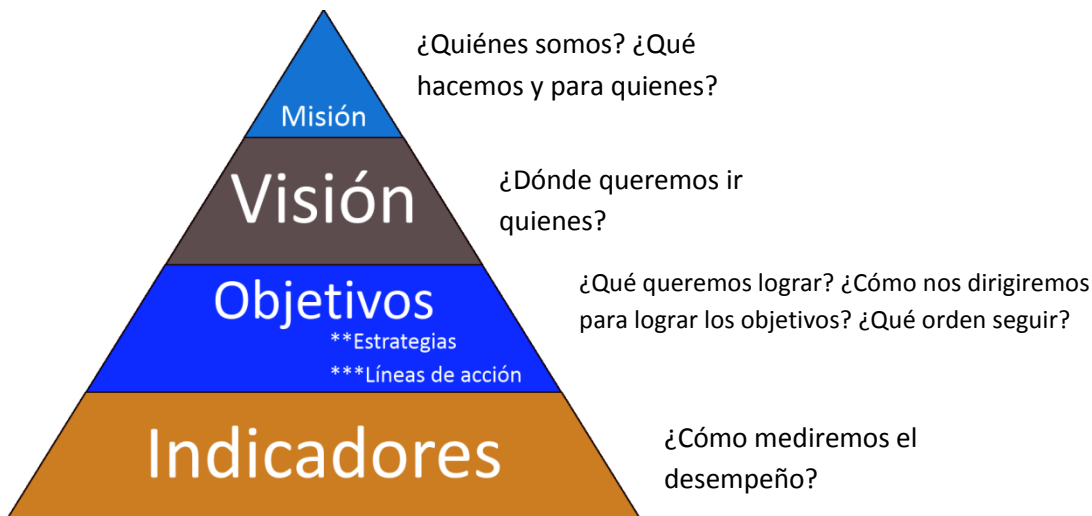 ¿Quiénes somos? ¿Qué
hacemos y para quienes?
Misión
¿Dónde queremos ir
quienes?
Visión
¿Qué queremos lograr? ¿Cómo nos dirigiremos
para lograr los objetivos? ¿Qué orden seguir?
Objetivos
**Estrategias
***Líneas de acción
¿Cómo mediremos el
desempeño?
Indicadores